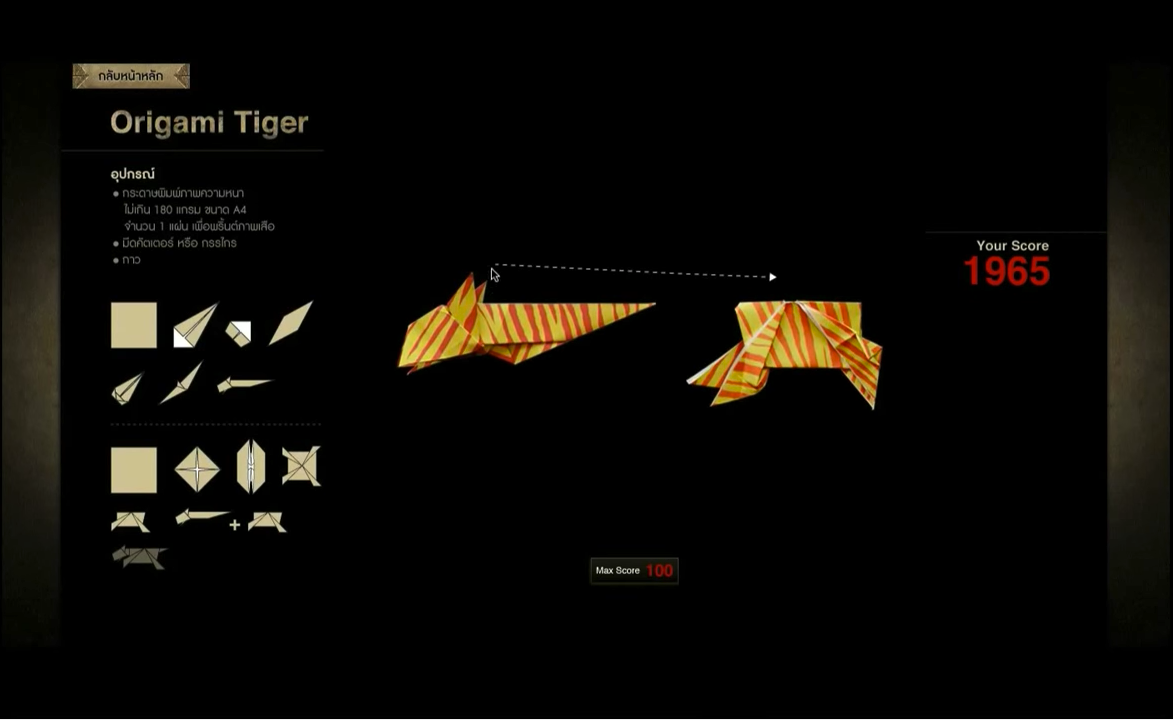 กลับหน้าหลัก
Origami Tiger
อุปกรณ์
กระดาษพิมพ์ภาพความหนา
ไม่เกิน 180 แกรม ขนาด A4
จำนวน 1 แผ่น เพื่อพริ้นต์ภาพเสือ
มีดคัตเตอร์ หรือ กรรไกร
กาว
Your Score
1965
Max Score 100